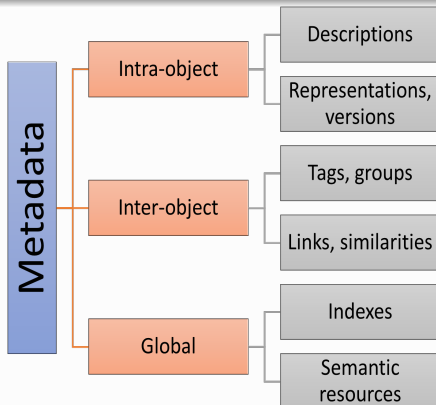 Metadata
Intra-object
Descriptions
Representations,
versions
Inter-object
Tags, groups
Links, similarities
Global
Indexes
Semantic
resources